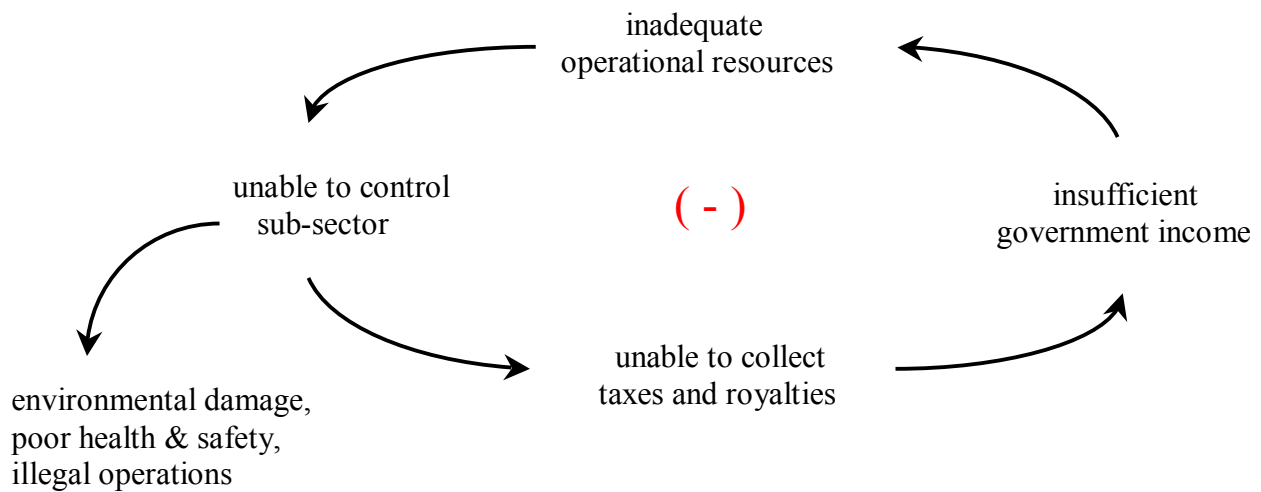 inadequate
operational resources
unable to control
sub-sector
( - )
insufficient
government income
unable to collect
taxes and royalties
environmental damage,
poor health & safety,
illegal operations